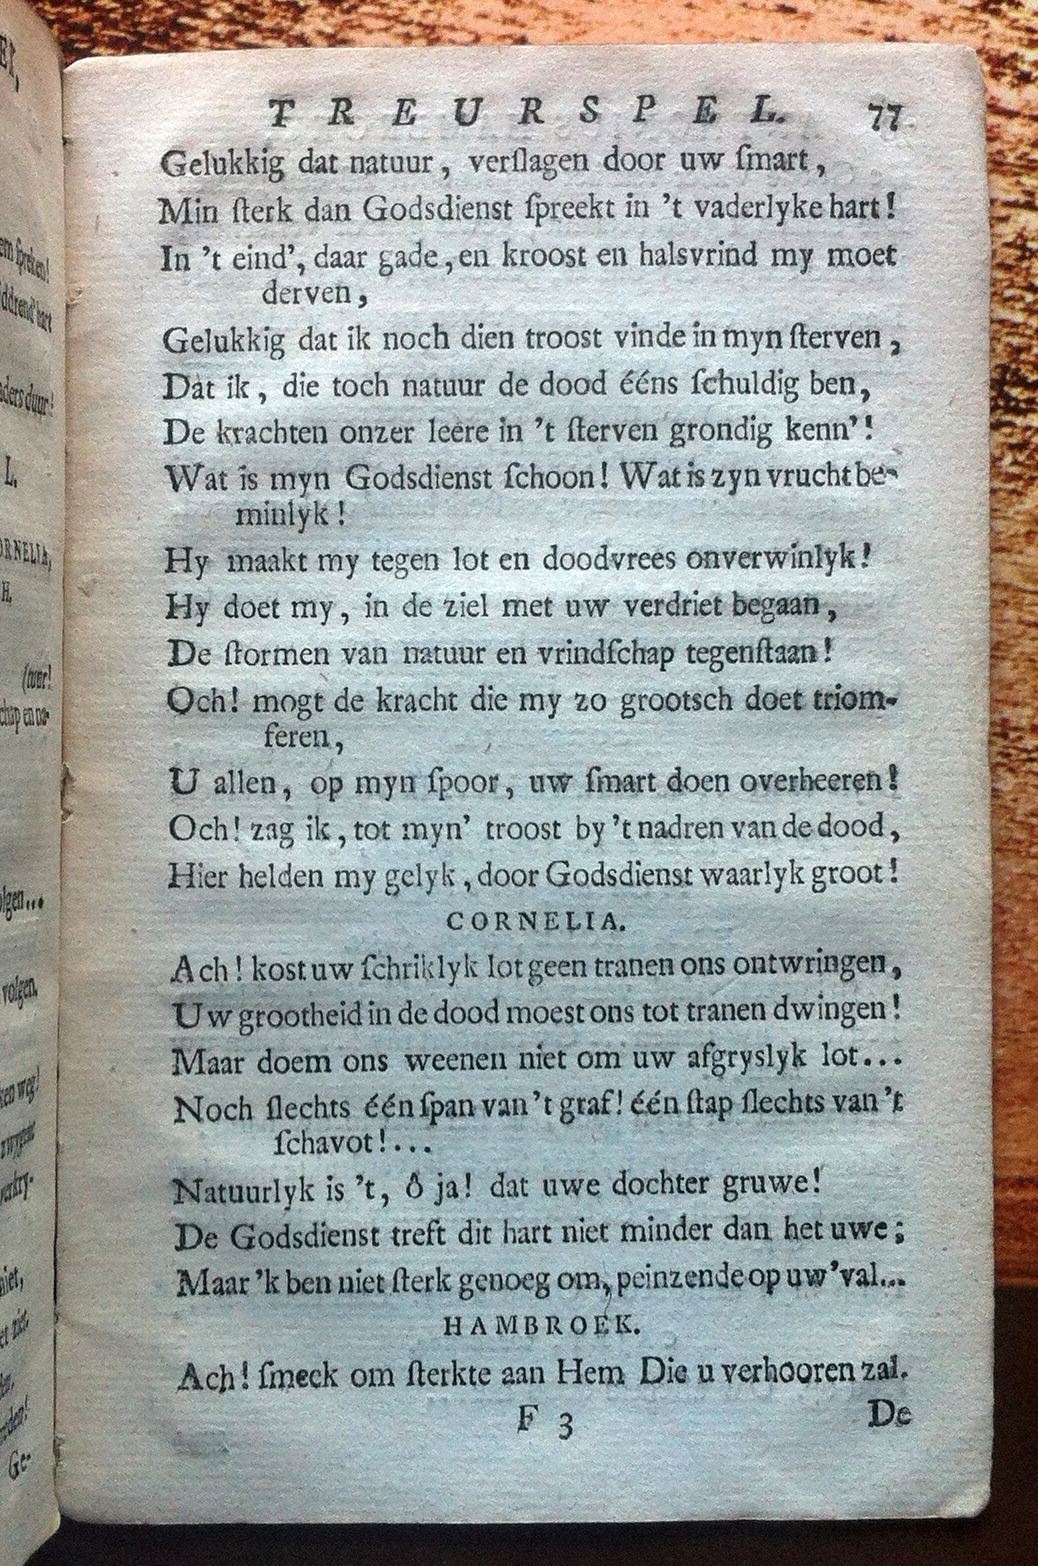 TREURSPEL. 77
Gelukkig dat natuur, verſlagen door uw ſmart,
Min ſterk dan Godsdienst ſpreekt in 't vaderlyke hart!
In 't eind', daar gade, en kroost en halsvrind my moet
derven,
Gelukkig dat ik noch dien troost vinde in myn ſterven,
Dat ik, die toch natuur de dood ééns ſchuldig ben,
De krachten onzer leere in 't ſterven grondig kenn'!
Wat is myn Godsdienst ſchoon! Wat is zyn vrucht be-
minlyk!
Hy maakt my tegen lot en doodvrees onverwinlyk!
Hy doet my, in de ziel met uw verdriet begaan,
De ſtormen van natuur en vrindſchap tegenſtaan!
Och! mogt de kracht die my zo grootsch doet triom-
feren,
U allen, op myn ſpoor, uw ſmart doen overheeren!
Och! zag ik, tot myn' troost by 't nadren van de dood,
Hier helden my gelyk, door Godsdienst waarlyk groot!
CORNELIA.
Ach! kost uw ſchriklyk lot geen tranen ons ontwringen,
Uw grootheid in de dood moest ons tot tranen dwingen!
Maar doem ons weenen niet om uw afgryslyk lot...
Noch ſlechts één ſpan van 't graf! één ſtap ſlechts van 't
ſchavot!...
Natuurlyk is 't, ô ja! dat uwe dochter gruwe!
De Godsdienst treft dit hart niet minder dan het uwe;
Maar 'k ben niet ſterk genoeg om, peinzende op uw' val...
HAMBROEK.
Ach! ſmeek om ſterkte aan Hem Die u verhooren zal.
F 3 De